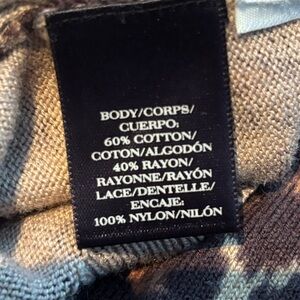 BODY/CORPS/
CUERPO:
60% COTTON/
COTON/ALGODÓN
40% RAYON/
RAYONNE/RAYÓN
LACE/DENTELLE/
ENCAJE:
100% NYLON/NILÓN